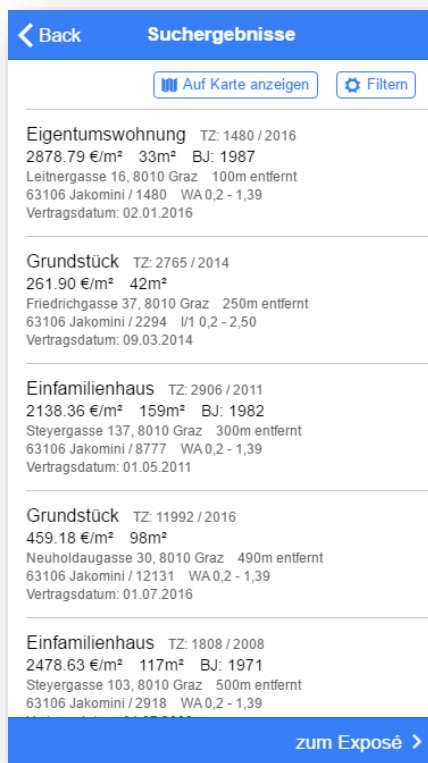 Back Suchergebnisse
Auf Karte anzeigen Filtern
Eigentumswohnung TZ: 1480 / 2016
2878.79 €/m² 33m² BJ: 1987
Leitnergasse 16, 8010 Graz 100m entfernt
63106 Jakomini / 1480 WA 0,2 - 1,39
Vertragsdatum: 02.01.2016
Grundstück TZ: 2765 / 2014
261.90 €/m² 42m²
Friedrichgasse 37, 8010 Graz 250m entfernt
63106 Jakomini / 2294 I/1 0,2 - 2,50
Vertragsdatum: 09.03.2014
Einfamilienhaus TZ: 2906 / 2011
2138.36 €/m² 159m² BJ: 1982
Steyergasse 137, 8010 Graz 300m entfernt
63106 Jakomini / 8777 WA 0,2 - 1,39
Vertragsdatum: 01.05.2011
Grundstück TZ: 11992 / 2016
459.18 €/m² 98m²
Neuholdaugasse 30, 8010 Graz 490m entfernt
63106 Jakomini / 12131 WA 0,2 - 1,39
Vertragsdatum: 01.07.2016
Einfamilienhaus TZ: 1808 / 2008
2478.63 €/m² 117m² BJ: 1971
Steyergasse 103, 8010 Graz 500m entfernt
63106 Jakomini / 2918 WA 0,2 - 1,39
zum Exposé